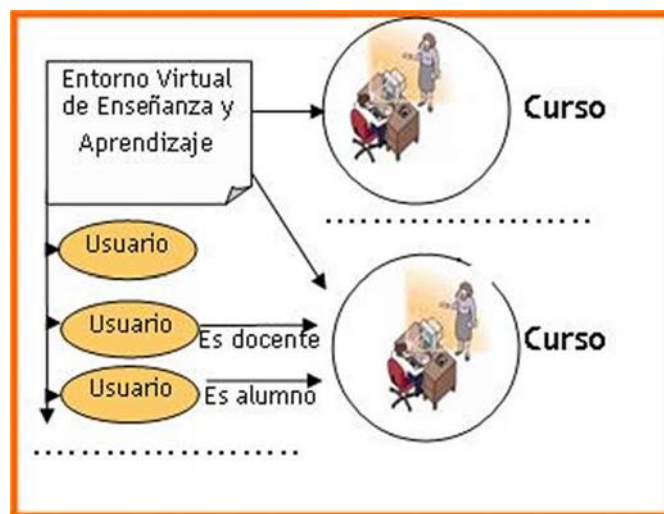 Entorno Virtual
de Enseñanza y
Aprendizaje
Curso
Usuario
Usuario
Es docente
Curso
Usuario
Es alumno